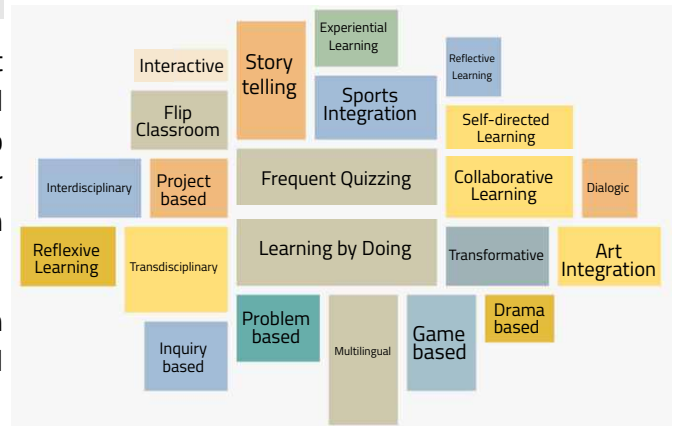 Experiential
Learning
Story
telling
Interactive
Reflective
Learning
Sports
Integration
Flip
Classroom
Self-directed
Learning
Frequent Quizzing
Collaborative
Learning
Interdisciplinary
Project
based
Dialogic
Learning by Doing
Reflexive
Learning
Transdisciplinary
Transformative
Art
Integration
Problem
based
Drama
based
Inquiry
based
Multilingual
Game
based